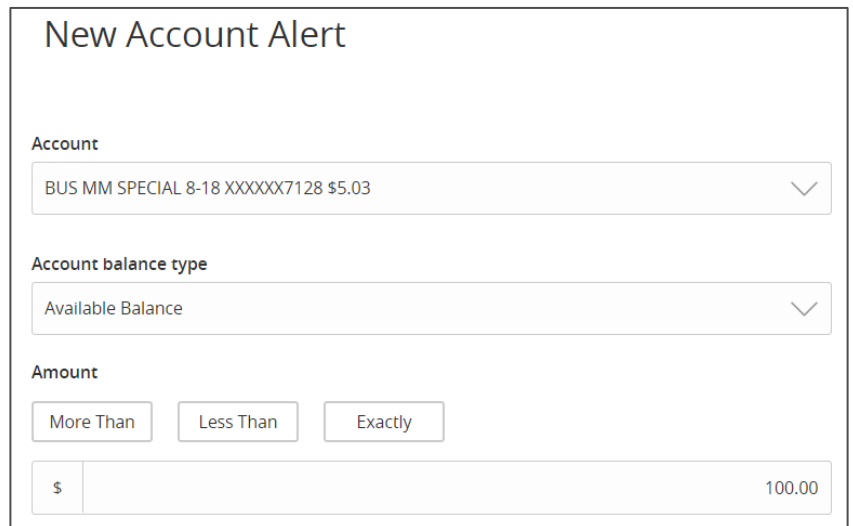 New Account Alert
Account
BUS MM SPECIAL 8-18 XXXXXX7128 $5.03
Account balance type
Available Balance
Amount
More Than Less Than Exactly
$ 100.00